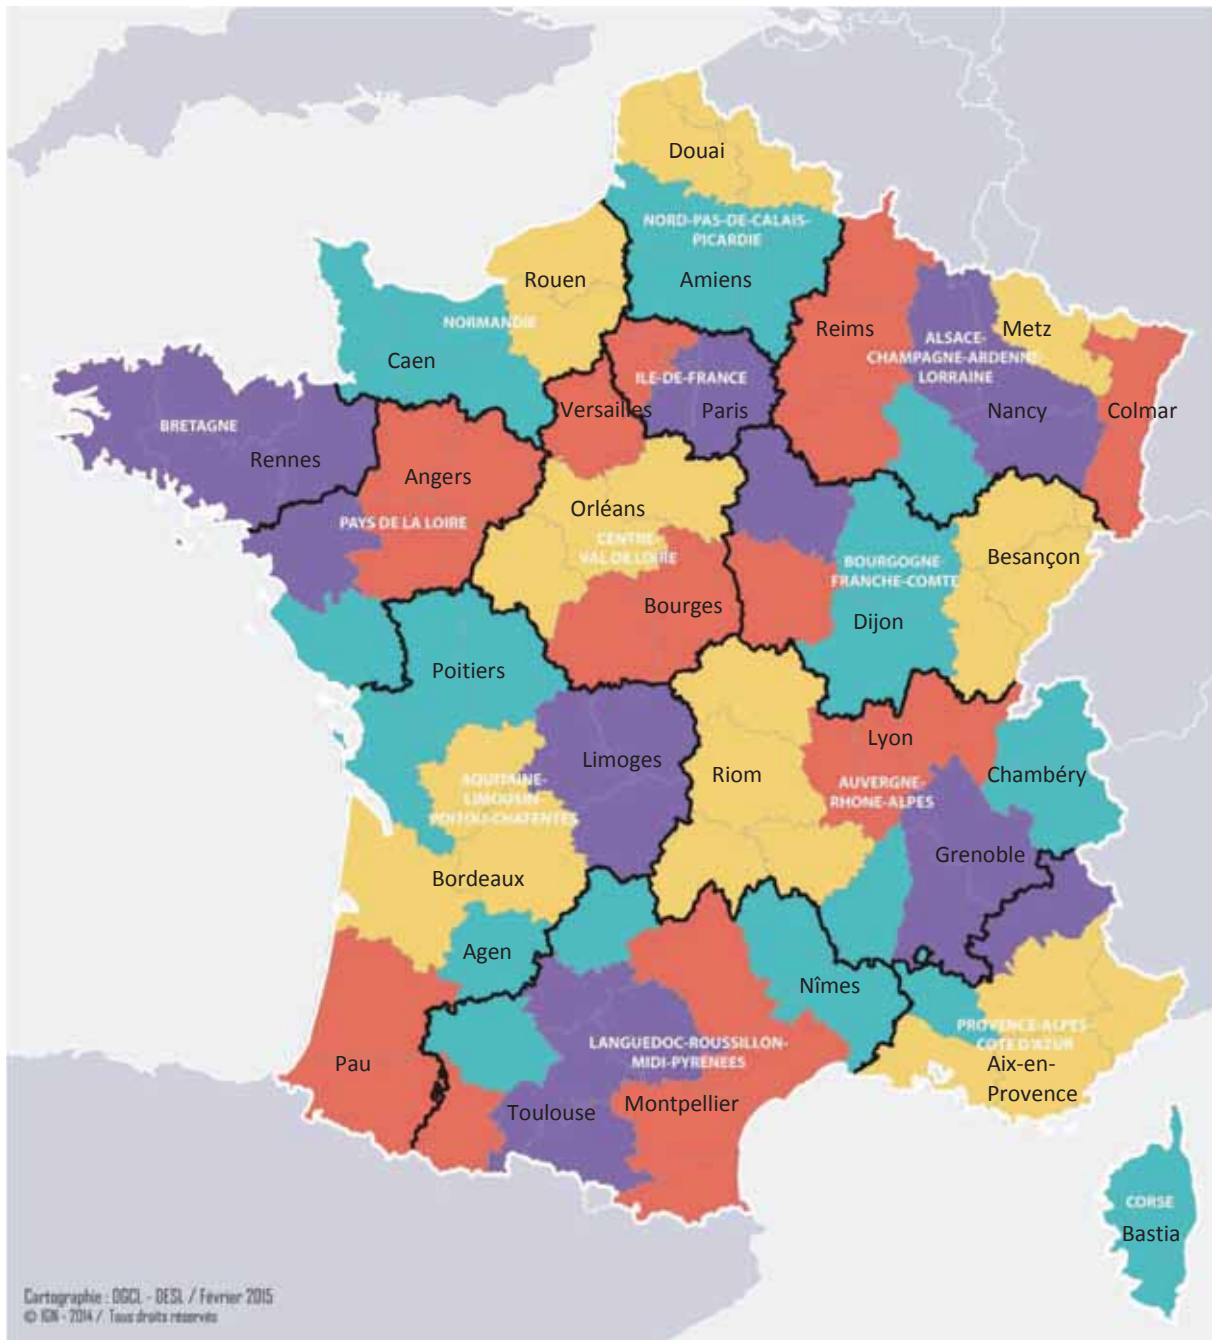 Douai
NORD-PAS-DE-CALAIS-
PICARDIE
Amiens
Rouen
NORMANDIE
Caen
Reims
Metz
ALSACE-
CHAMPAGNE-ARDENNE-
LORRAINE
Nancy
Colmar
ILE-DE-FRANCE
Versailles
Paris
BRETAGNE
Rennes
Angers
PAYS DE LA LOIRE
Orléans
CENTRE-
VAL DE LOIRE
Bourges
Besançon
BOURGOGNE-
FRANCHE-COMTE
Dijon
Poitiers
Limoges
Riom
Lyon
AUVERGNE-
RHONE-ALPES
Chambéry
Grenoble
AQUITAINE-
LIMOUSIN-
POITOU-CHARENTES
Bordeaux
Agen
Nîmes
Pau
LANGUEDOC-ROUSSILLON-
MIDI-PYRENEES
Toulouse
Montpellier
PROVENCE-ALPES-
COTE D'AZUR
Aix-en-
Provence
CORSE
Bastia
Cartographie : DGCL - DESL / Février 2015
© IGN - 2014 / Tous droits réservés